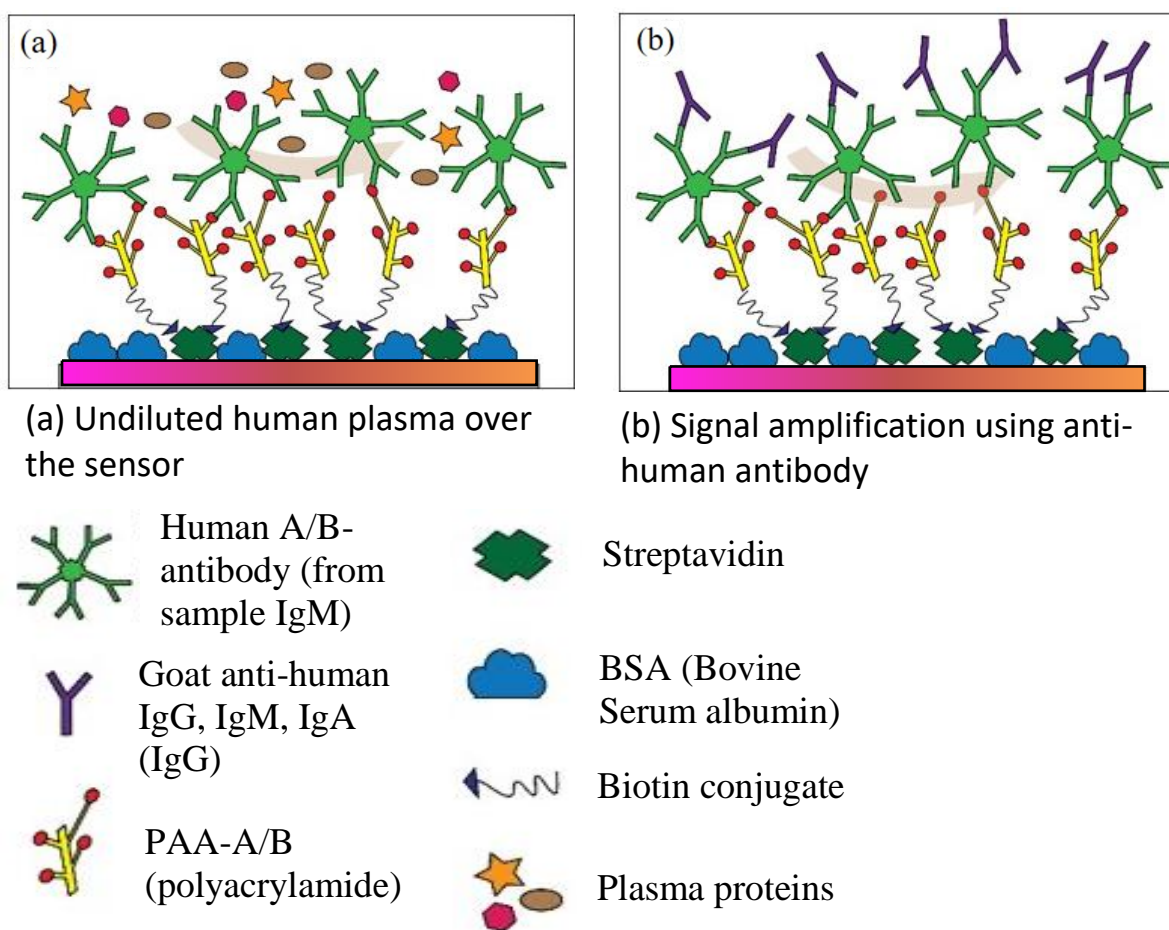 (a)
(b)
(a) Undiluted human plasma over
the sensor
(b) Signal amplification using anti-
human antibody
Human A/B-
antibody (from
sample IgM)
Streptavidin
Goat anti-human
IgG, IgM, IgA
(IgG)
BSA (Bovine
Serum albumin)
Biotin conjugate
PAA-A/B
(polyacrylamide)
Plasma proteins